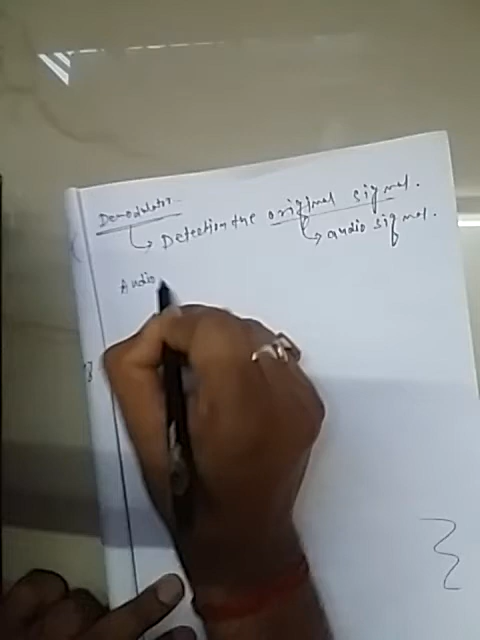 Demodulator
↳ Detection the original signal.
↳ audio signal.
Audio